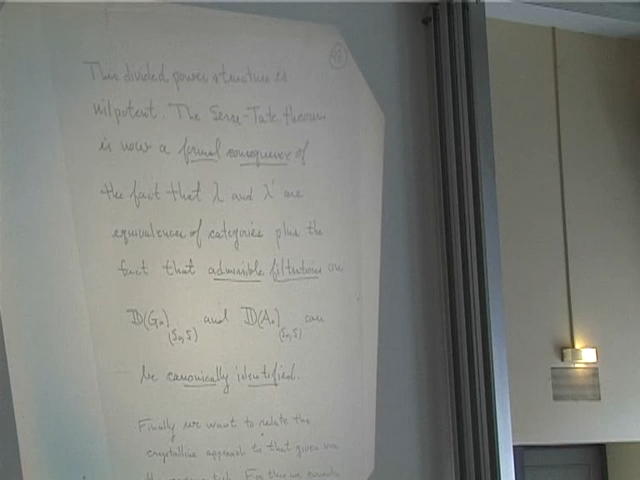 This divided power structure is
nilpotent. The Serre-Tate theorem
is now a formal consequence of
the fact that λ and λ' are
equivalences of categories plus the
fact that admissible filtrations on
𝔻(G₀)(S₀,S) and 𝔻(A₀)(S₀,S) can
be canonically identified.
Finally we want to relate the
crystalline approach to that given